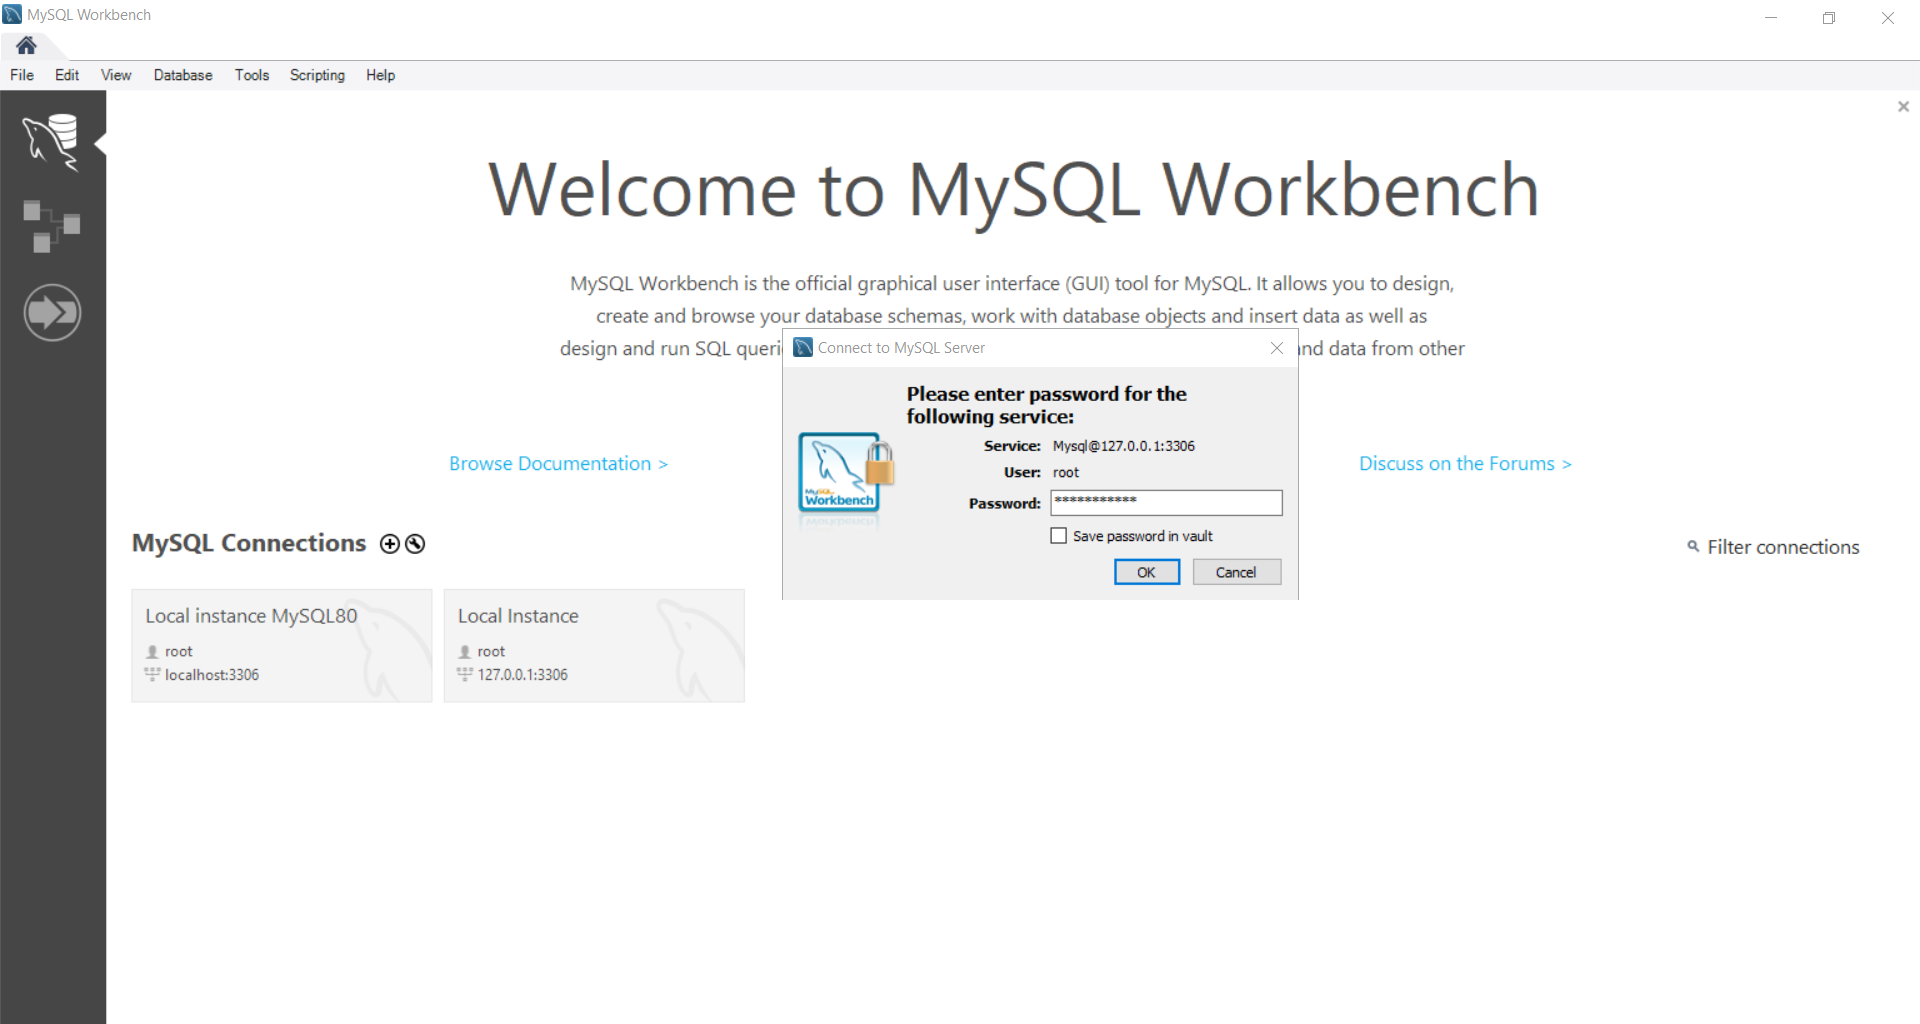 MySQL Workbench
File Edit View Database Tools Scripting Help
Welcome to MySQL Workbench
MySQL Workbench is the official graphical user interface (GUI) tool for MySQL. It allows you to design,
create and browse your database schemas, work with database objects and insert data as well as
design and run SQL queri
nd data from other
Connect to MySQL Server
Please enter password for the
following service:
Service: Mysql@127.0.0.1:3306
User: root
Password: ***********
Save password in vault
OK Cancel
MySQL
Workbench
Browse Documentation >
Discuss on the Forums >
MySQL Connections
Filter connections
Local instance MySQL80
root
localhost:3306
Local Instance
root
127.0.0.1:3306